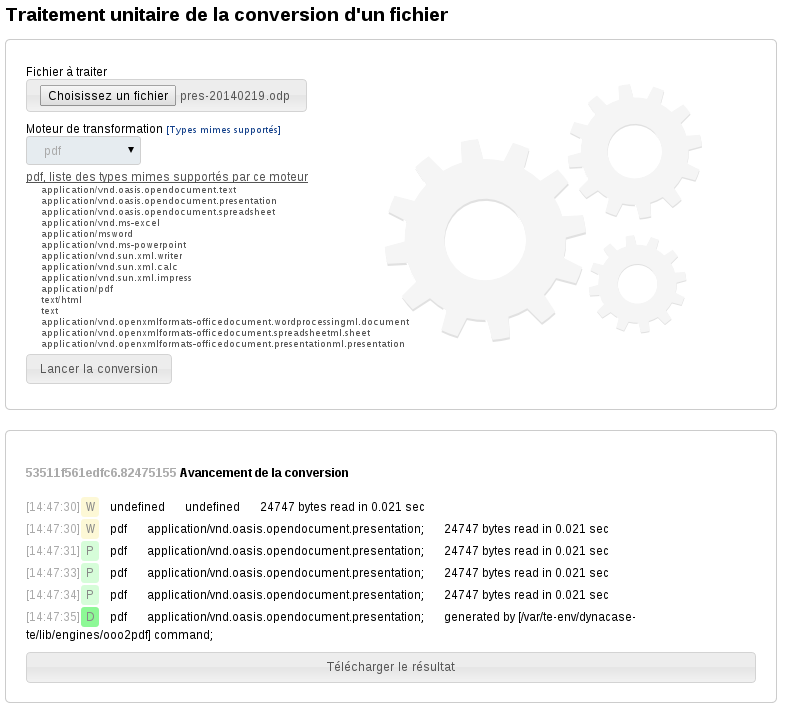 Traitement unitaire de la conversion d'un fichier
Fichier à traiter
Choisissez un fichier pres-20140219.odp
Moteur de transformation [Types mimes supportés]
pdf
pdf, liste des types mimes supportés par ce moteur
application/vnd.oasis.opendocument.text
application/vnd.oasis.opendocument.presentation
application/vnd.oasis.opendocument.spreadsheet
application/vnd.ms-excel
application/msword
application/vnd.ms-powerpoint
application/vnd.sun.xml.writer
application/vnd.sun.xml.calc
application/vnd.sun.xml.impress
application/pdf
text/html
text
application/vnd.openxmlformats-officedocument.wordprocessingml.document
application/vnd.openxmlformats-officedocument.spreadsheetml.sheet
application/vnd.openxmlformats-officedocument.presentationml.presentation
Lancer la conversion
53511f561edfc6.82475155 Avancement de la conversion
[14:47:30] W undefined undefined 24747 bytes read in 0.021 sec
[14:47:30] W pdf application/vnd.oasis.opendocument.presentation; 24747 bytes read in 0.021 sec
[14:47:31] P pdf application/vnd.oasis.opendocument.presentation; 24747 bytes read in 0.021 sec
[14:47:33] P pdf application/vnd.oasis.opendocument.presentation; 24747 bytes read in 0.021 sec
[14:47:34] P pdf application/vnd.oasis.opendocument.presentation; 24747 bytes read in 0.021 sec
[14:47:35] D pdf application/vnd.oasis.opendocument.presentation; generated by [/var/te-env/dynacase-
te/lib/engines/ooo2pdf] command;
Télécharger le résultat